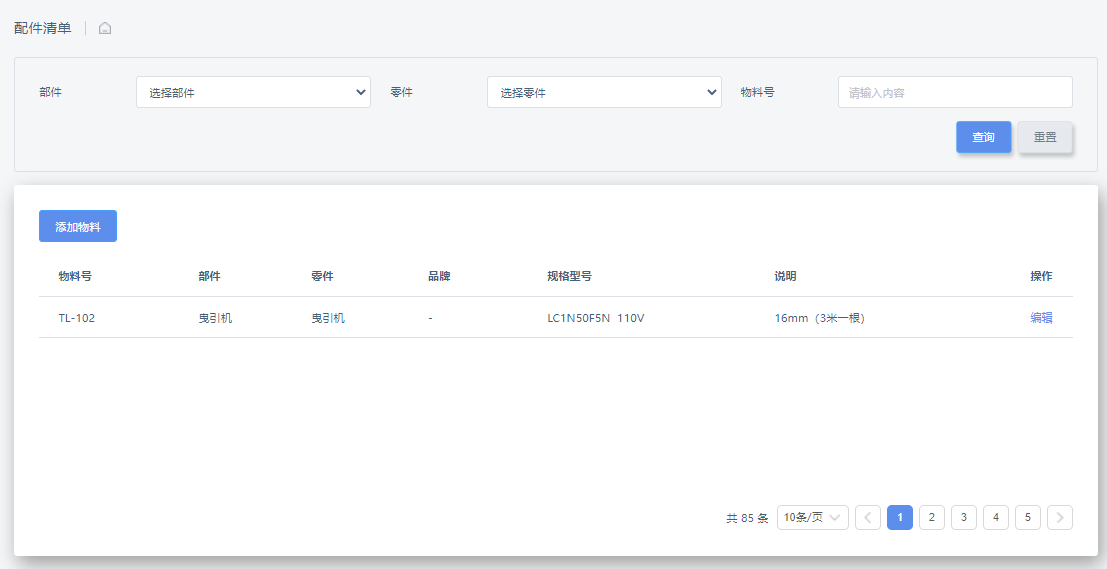 配件清单
部件 选择部件 零件 选择零件 物料号 请输入内容
查询 重置
添加物料
物料号 部件 零件 品牌 规格型号 说明 操作
TL-102 曳引机 曳引机 - LC1N50F5N 110V 16mm（3米一根） 编辑
共 85 条 10条/页 1 2 3 4 5